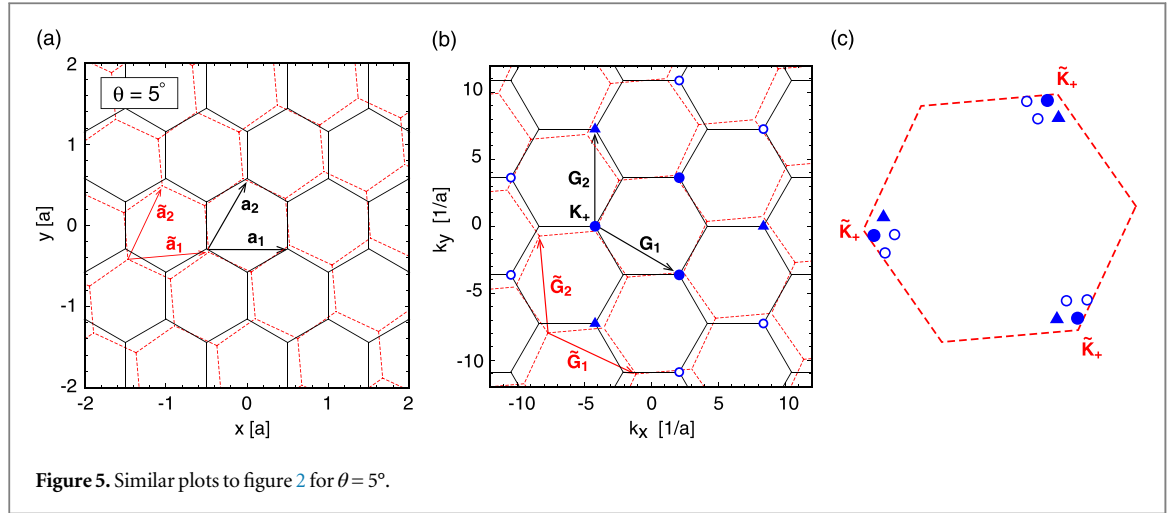 (a)
(b)
(c)
θ = 5°
ã₂
ã₁
a₂
a₁
2
1
0
-1
-2
y [a]
-2
-1
0
1
2
x [a]
G₂
K₊
G₁
G̃₂
G̃₁
10
5
0
-5
-10
k_y [1/a]
-10
-5
0
5
10
k_x [1/a]
K̃₊
K̃₊
K̃₊
Figure 5. Similar plots to figure 2 for θ = 5°.